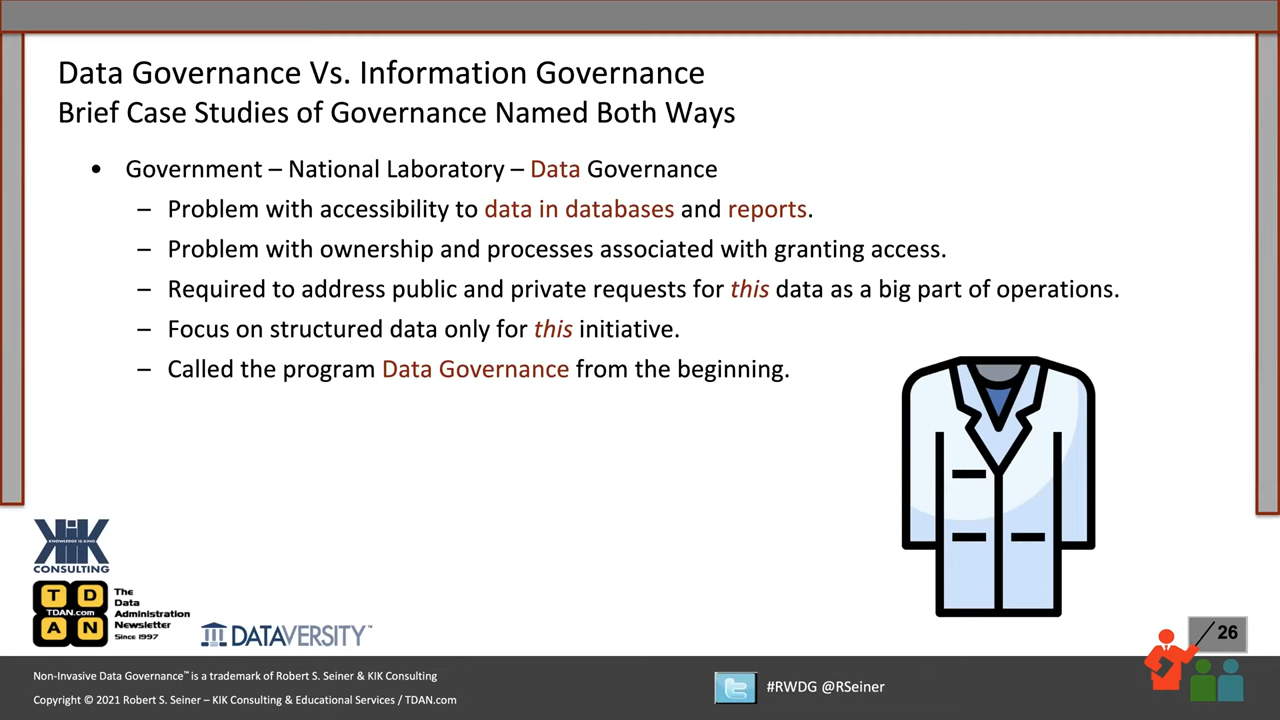 Data Governance Vs. Information Governance
Brief Case Studies of Governance Named Both Ways
• Government – National Laboratory – Data Governance
– Problem with accessibility to data in databases and reports.
– Problem with ownership and processes associated with granting access.
– Required to address public and private requests for this data as a big part of operations.
– Focus on structured data only for this initiative.
– Called the program Data Governance from the beginning.
KIK
KNOWLEDGE IS KING
CONSULTING
T D
TDAN.com
A N
The
Data
Administration
Newsletter
Since 1997
DATAVERSITY™
26
Non-Invasive Data Governance™ is a trademark of Robert S. Seiner & KIK Consulting
Copyright © 2021 Robert S. Seiner – KIK Consulting & Educational Services / TDAN.com
#RWDG @RSeiner